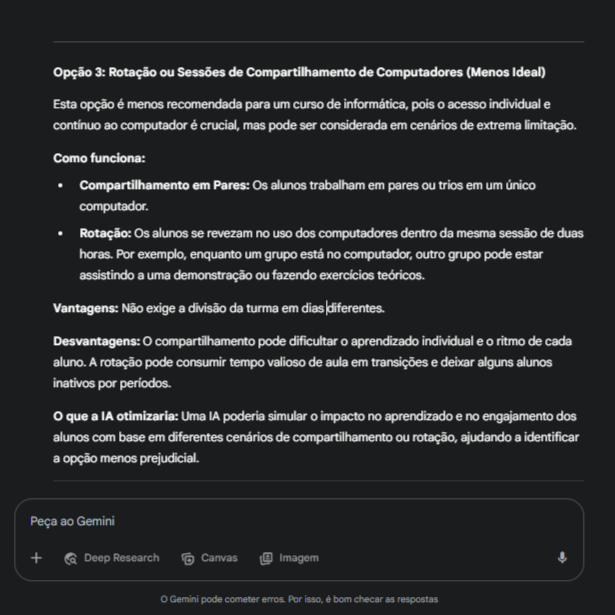 Opção 3: Rotação ou Sessões de Compartilhamento de Computadores (Menos Ideal)
Esta opção é menos recomendada para um curso de informática, pois o acesso individual e
contínuo ao computador é crucial, mas pode ser considerada em cenários de extrema limitação.
Como funciona:
• Compartilhamento em Pares: Os alunos trabalham em pares ou trios em um único
computador.
• Rotação: Os alunos se revezam no uso dos computadores dentro da mesma sessão de duas
horas. Por exemplo, enquanto um grupo está no computador, outro grupo pode estar
assistindo a uma demonstração ou fazendo exercícios teóricos.
Vantagens: Não exige a divisão da turma em dias diferentes.
Desvantagens: O compartilhamento pode dificultar o aprendizado individual e o ritmo de cada
aluno. A rotação pode consumir tempo valioso de aula em transições e deixar alguns alunos
inativos por períodos.
O que a IA otimizaria: Uma IA poderia simular o impacto no aprendizado e no engajamento dos
alunos com base em diferentes cenários de compartilhamento ou rotação, ajudando a identificar
a opção menos prejudicial.
Peça ao Gemini
+ Deep Research Canvas Imagem
O Gemini pode cometer erros. Por isso, é bom checar as respostas